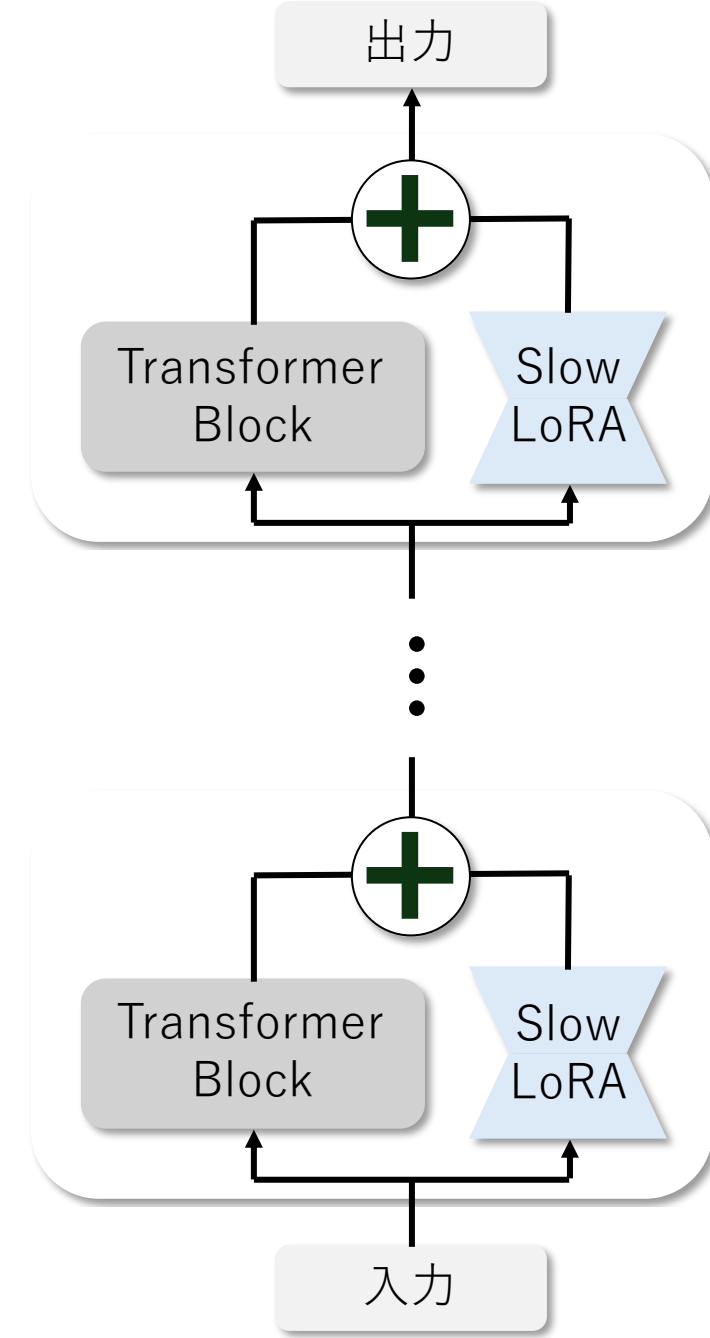 出力
Transformer
Block
Slow
LoRA
Transformer
Block
Slow
LoRA
入力